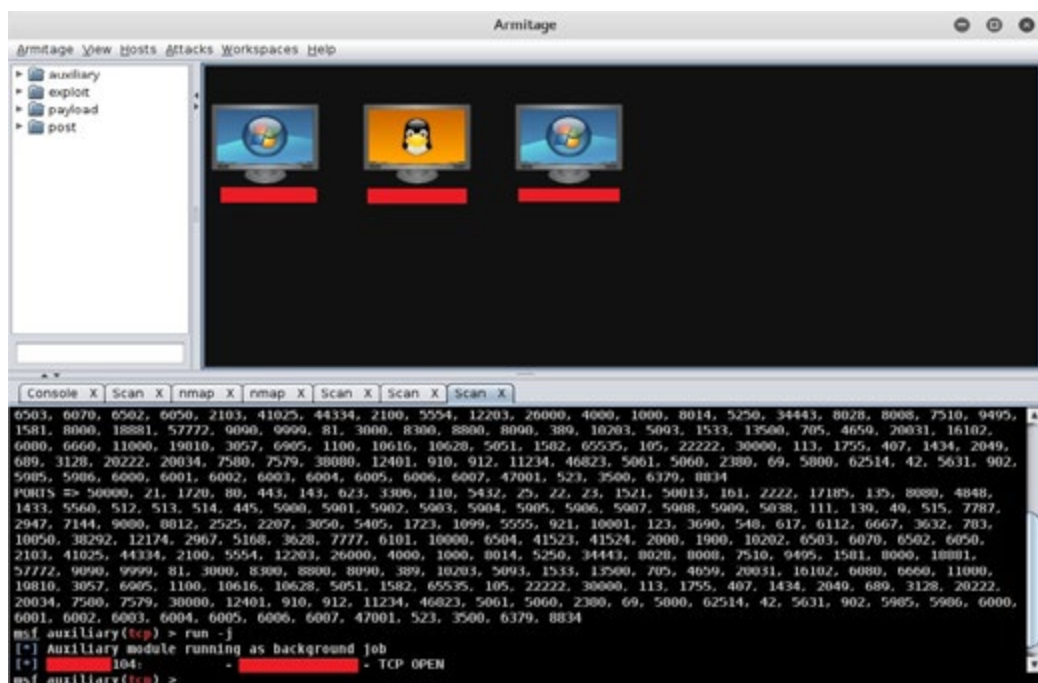 Armitage
Armitage View Hosts Attacks Workspaces Help
auxiliary
exploit
payload
post
Console X Scan X nmap X nmap X Scan X Scan X Scan X
6503, 6070, 6502, 6050, 2103, 41025, 44334, 2100, 5554, 12203, 26000, 4000, 1000, 8014, 5250, 34443, 8028, 8008, 7510, 9495,
1581, 8000, 18881, 57772, 9090, 9999, 81, 3000, 8300, 8800, 8090, 389, 10203, 5093, 1533, 13500, 705, 4659, 20031, 16102,
6080, 6660, 11000, 19810, 3057, 6905, 1100, 10616, 10628, 5051, 1582, 65535, 105, 22222, 30000, 113, 1755, 407, 1434, 2049,
689, 3128, 20222, 20034, 7580, 7579, 38080, 12401, 910, 912, 11234, 46823, 5061, 5060, 2380, 69, 5800, 62514, 42, 5631, 902,
5985, 5986, 6000, 6001, 6002, 6003, 6004, 6005, 6006, 6007, 47001, 523, 3500, 6379, 8834
PORTS => 50000, 21, 1720, 80, 443, 143, 623, 3306, 110, 5432, 25, 22, 23, 1521, 50013, 161, 2222, 17185, 135, 8080, 4848,
1433, 5560, 512, 513, 514, 445, 5900, 5901, 5902, 5903, 5904, 5905, 5906, 5907, 5908, 5909, 5038, 111, 139, 49, 515, 7787,
2947, 7144, 9080, 8812, 2525, 2207, 3050, 5405, 1723, 1099, 5555, 921, 10001, 123, 3690, 548, 617, 6112, 6667, 3632, 783,
10050, 38292, 12174, 2967, 5168, 3628, 7777, 6101, 10000, 6504, 41523, 41524, 2000, 1900, 10202, 6503, 6070, 6502, 6050,
2103, 41025, 44334, 2100, 5554, 12203, 26000, 4000, 1000, 8014, 5250, 34443, 8028, 8008, 7510, 9495, 1581, 8000, 18881,
57772, 9090, 9999, 81, 3000, 8300, 8800, 8090, 389, 10203, 5093, 1533, 13500, 705, 4659, 20031, 16102, 6080, 6660, 11000,
19810, 3057, 6905, 1100, 10616, 10628, 5051, 1582, 65535, 105, 22222, 30000, 113, 1755, 407, 1434, 2049, 689, 3128, 20222,
20034, 7580, 7579, 38080, 12401, 910, 912, 11234, 46823, 5061, 5060, 2380, 69, 5800, 62514, 42, 5631, 902, 5985, 5986, 6000,
6001, 6002, 6003, 6004, 6005, 6006, 6007, 47001, 523, 3500, 6379, 8834
msf auxiliary(tcp) > run -j
[*] Auxiliary module running as background job
[*] 104: - - TCP OPEN
msf auxiliary(tcp) >